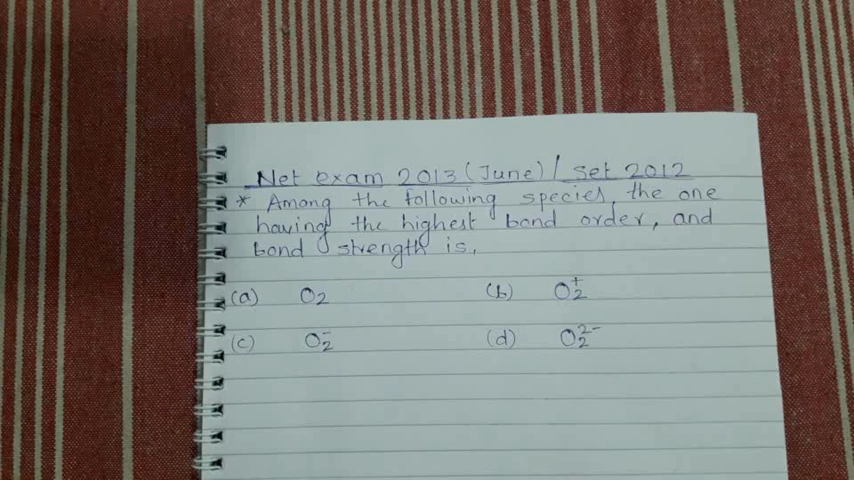 Net exam 2013 (June) / set 2012
* Among the following species, the one
having the highest bond order, and
bond strength is,
(a) O₂ (b) O₂⁺
(c) O₂⁻ (d) O₂²⁻